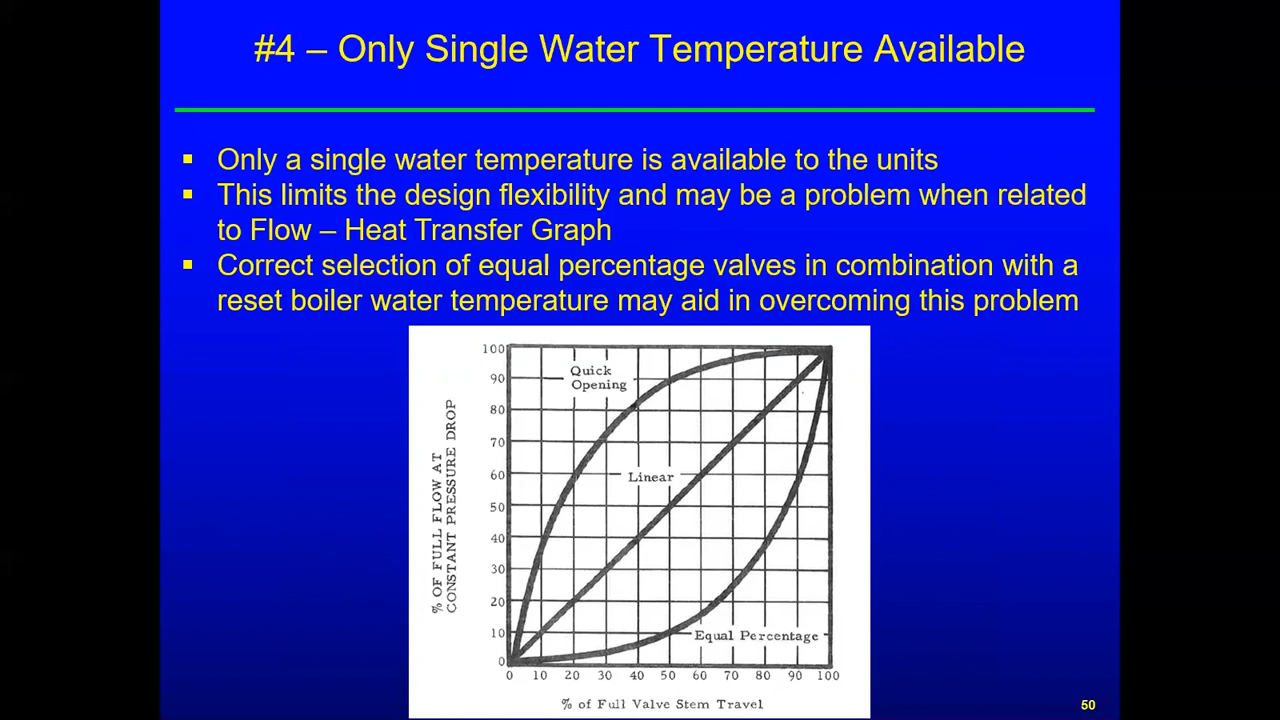 #4 – Only Single Water Temperature Available
▪ Only a single water temperature is available to the units
▪ This limits the design flexibility and may be a problem when related
to Flow – Heat Transfer Graph
▪ Correct selection of equal percentage valves in combination with a
reset boiler water temperature may aid in overcoming this problem
% OF FULL FLOW AT
CONSTANT PRESSURE DROP
100
90
80
70
60
50
40
30
20
10
0
Quick
Opening
Linear
Equal Percentage
0 10 20 30 40 50 60 70 80 90 100
% of Full Valve Stem Travel
50